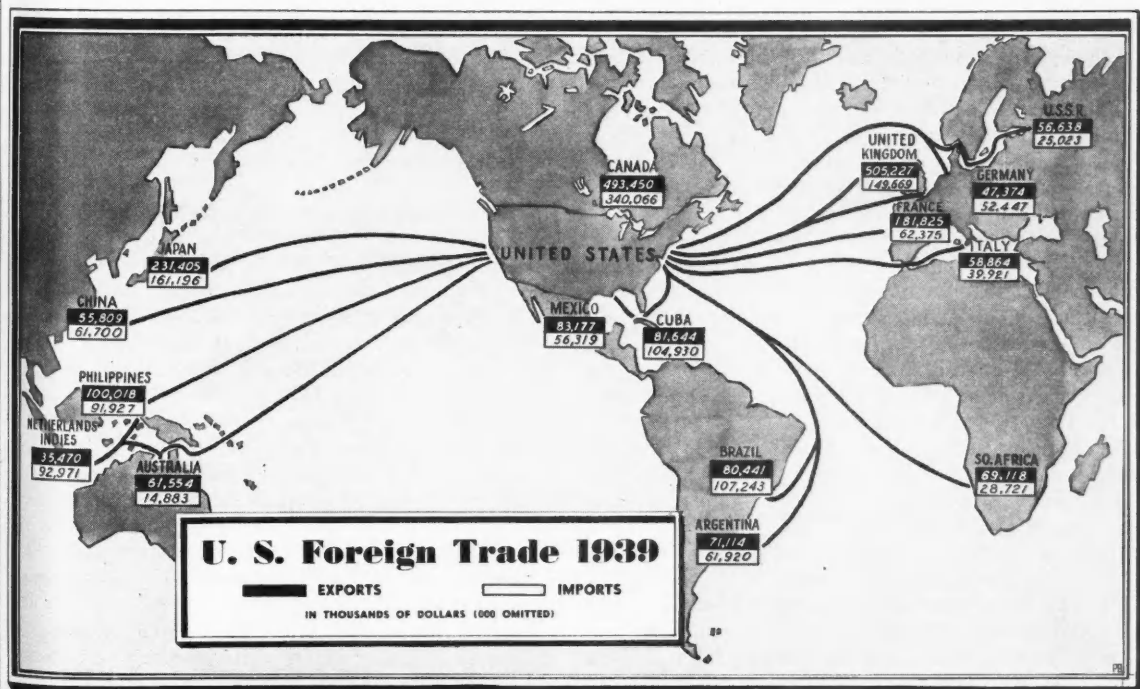 U.S.S.R.
56,638
25,023
UNITED
KINGDOM
505,227
149,669
CANADA
493,450
340,066
GERMANY
47,374
52,447
FRANCE
181,825
62,375
JAPAN
231,405
161,196
UNITED STATES
ITALY
58,864
39,921
CHINA
55,809
61,700
MEXICO
83,177
56,319
CUBA
81,644
104,930
PHILIPPINES
100,018
91,927
NETHERLANDS
INDIES
35,470
92,971
AUSTRALIA
61,554
14,883
BRAZIL
80,441
107,243
SO. AFRICA
69,118
28,721
ARGENTINA
71,114
61,920
U. S. Foreign Trade 1939
EXPORTS IMPORTS
IN THOUSANDS OF DOLLARS (000 OMITTED)